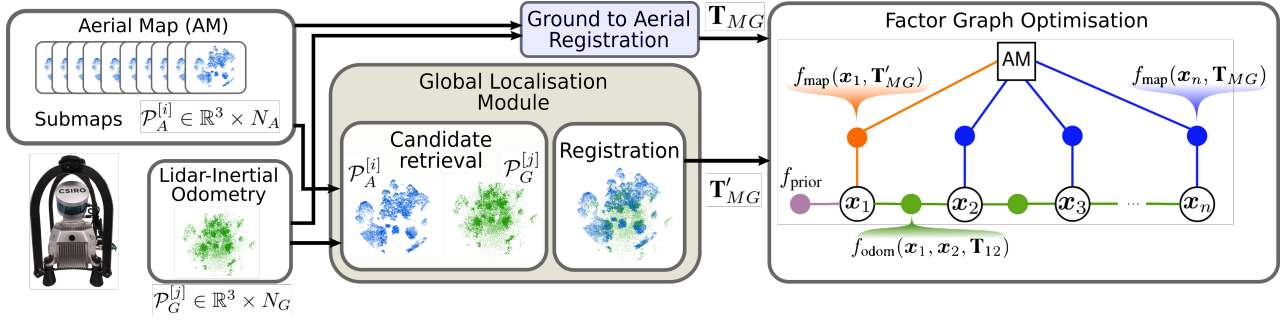 Aerial Map (AM)
Submaps
$\mathcal{P}_A^{[i]} \in \mathbb{R}^3 \times N_A$
CSIRO
Lidar-Inertial
Odometry
$\mathcal{P}_G^{[j]} \in \mathbb{R}^3 \times N_G$
Ground to Aerial
Registration
Global Localisation
Module
Candidate
retrieval
$\mathcal{P}_A^{[i]}$
$\mathcal{P}_G^{[j]}$
Registration
$\mathbf{T}_{MG}$
$\mathbf{T}'_{MG}$
Factor Graph Optimisation
AM
$f_{\text{map}}(\boldsymbol{x}_1, \mathbf{T}'_{MG})$
$f_{\text{map}}(\boldsymbol{x}_n, \mathbf{T}_{MG})$
$f_{\text{prior}}$
$\boldsymbol{x}_1$
$\boldsymbol{x}_2$
$\boldsymbol{x}_3$
...
$\boldsymbol{x}_n$
$f_{\text{odom}}(\boldsymbol{x}_1, \boldsymbol{x}_2, \mathbf{T}_{12})$